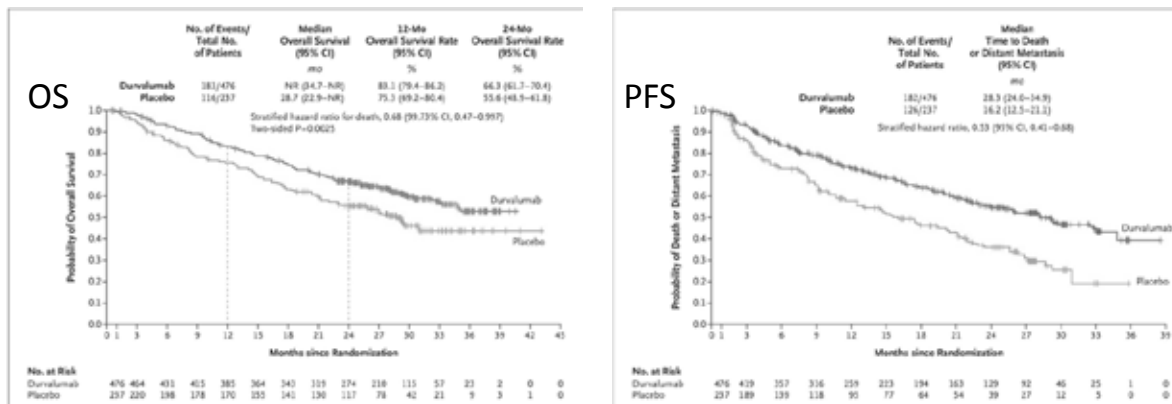 OS
No. of Events/
Total No.
of Patients
Median
Overall Survival
(95% CI)
12-Mo
Overall Survival Rate
(95% CI)
24-Mo
Overall Survival Rate
(95% CI)
mo
%
%
Durvalumab 183/476 NR (34.7–NR) 83.1 (79.4–86.2) 66.3 (61.7–70.4)
Placebo 116/237 28.7 (22.9–NR) 75.3 (69.2–80.4) 55.6 (48.9–61.8)
Stratified hazard ratio for death, 0.68 (99.73% CI, 0.47–0.997)
Two-sided P=0.0025
Probability of Overall Survival
1.0
0.9
0.8
0.7
0.6
0.5
0.4
0.3
0.2
0.1
0.0
Durvalumab
Placebo
0 1 3 6 9 12 15 18 21 24 27 30 33 36 39 42 45
Months since Randomization
No. at Risk
Durvalumab 476 464 431 415 385 364 343 319 274 210 115 57 23 2 0 0
Placebo 237 220 198 178 170 155 141 130 117 78 42 21 9 3 1 0
PFS
No. of Events/
Total No.
of Patients
Median
Time to Death
or Distant Metastasis
(95% CI)
mo
Durvalumab 182/476 28.3 (24.0–34.9)
Placebo 126/237 16.2 (12.5–21.1)
Stratified hazard ratio, 0.53 (95% CI, 0.41–0.68)
Probability of Death or Distant Metastasis
1.0
0.9
0.8
0.7
0.6
0.5
0.4
0.3
0.2
0.1
0.0
Durvalumab
Placebo
0 1 3 6 9 12 15 18 21 24 27 30 33 36 39
Months since Randomization
No. at Risk
Durvalumab 476 419 357 316 259 223 194 163 129 92 46 25 1 0
Placebo 237 189 139 118 95 77 64 54 39 27 12 5 0 0